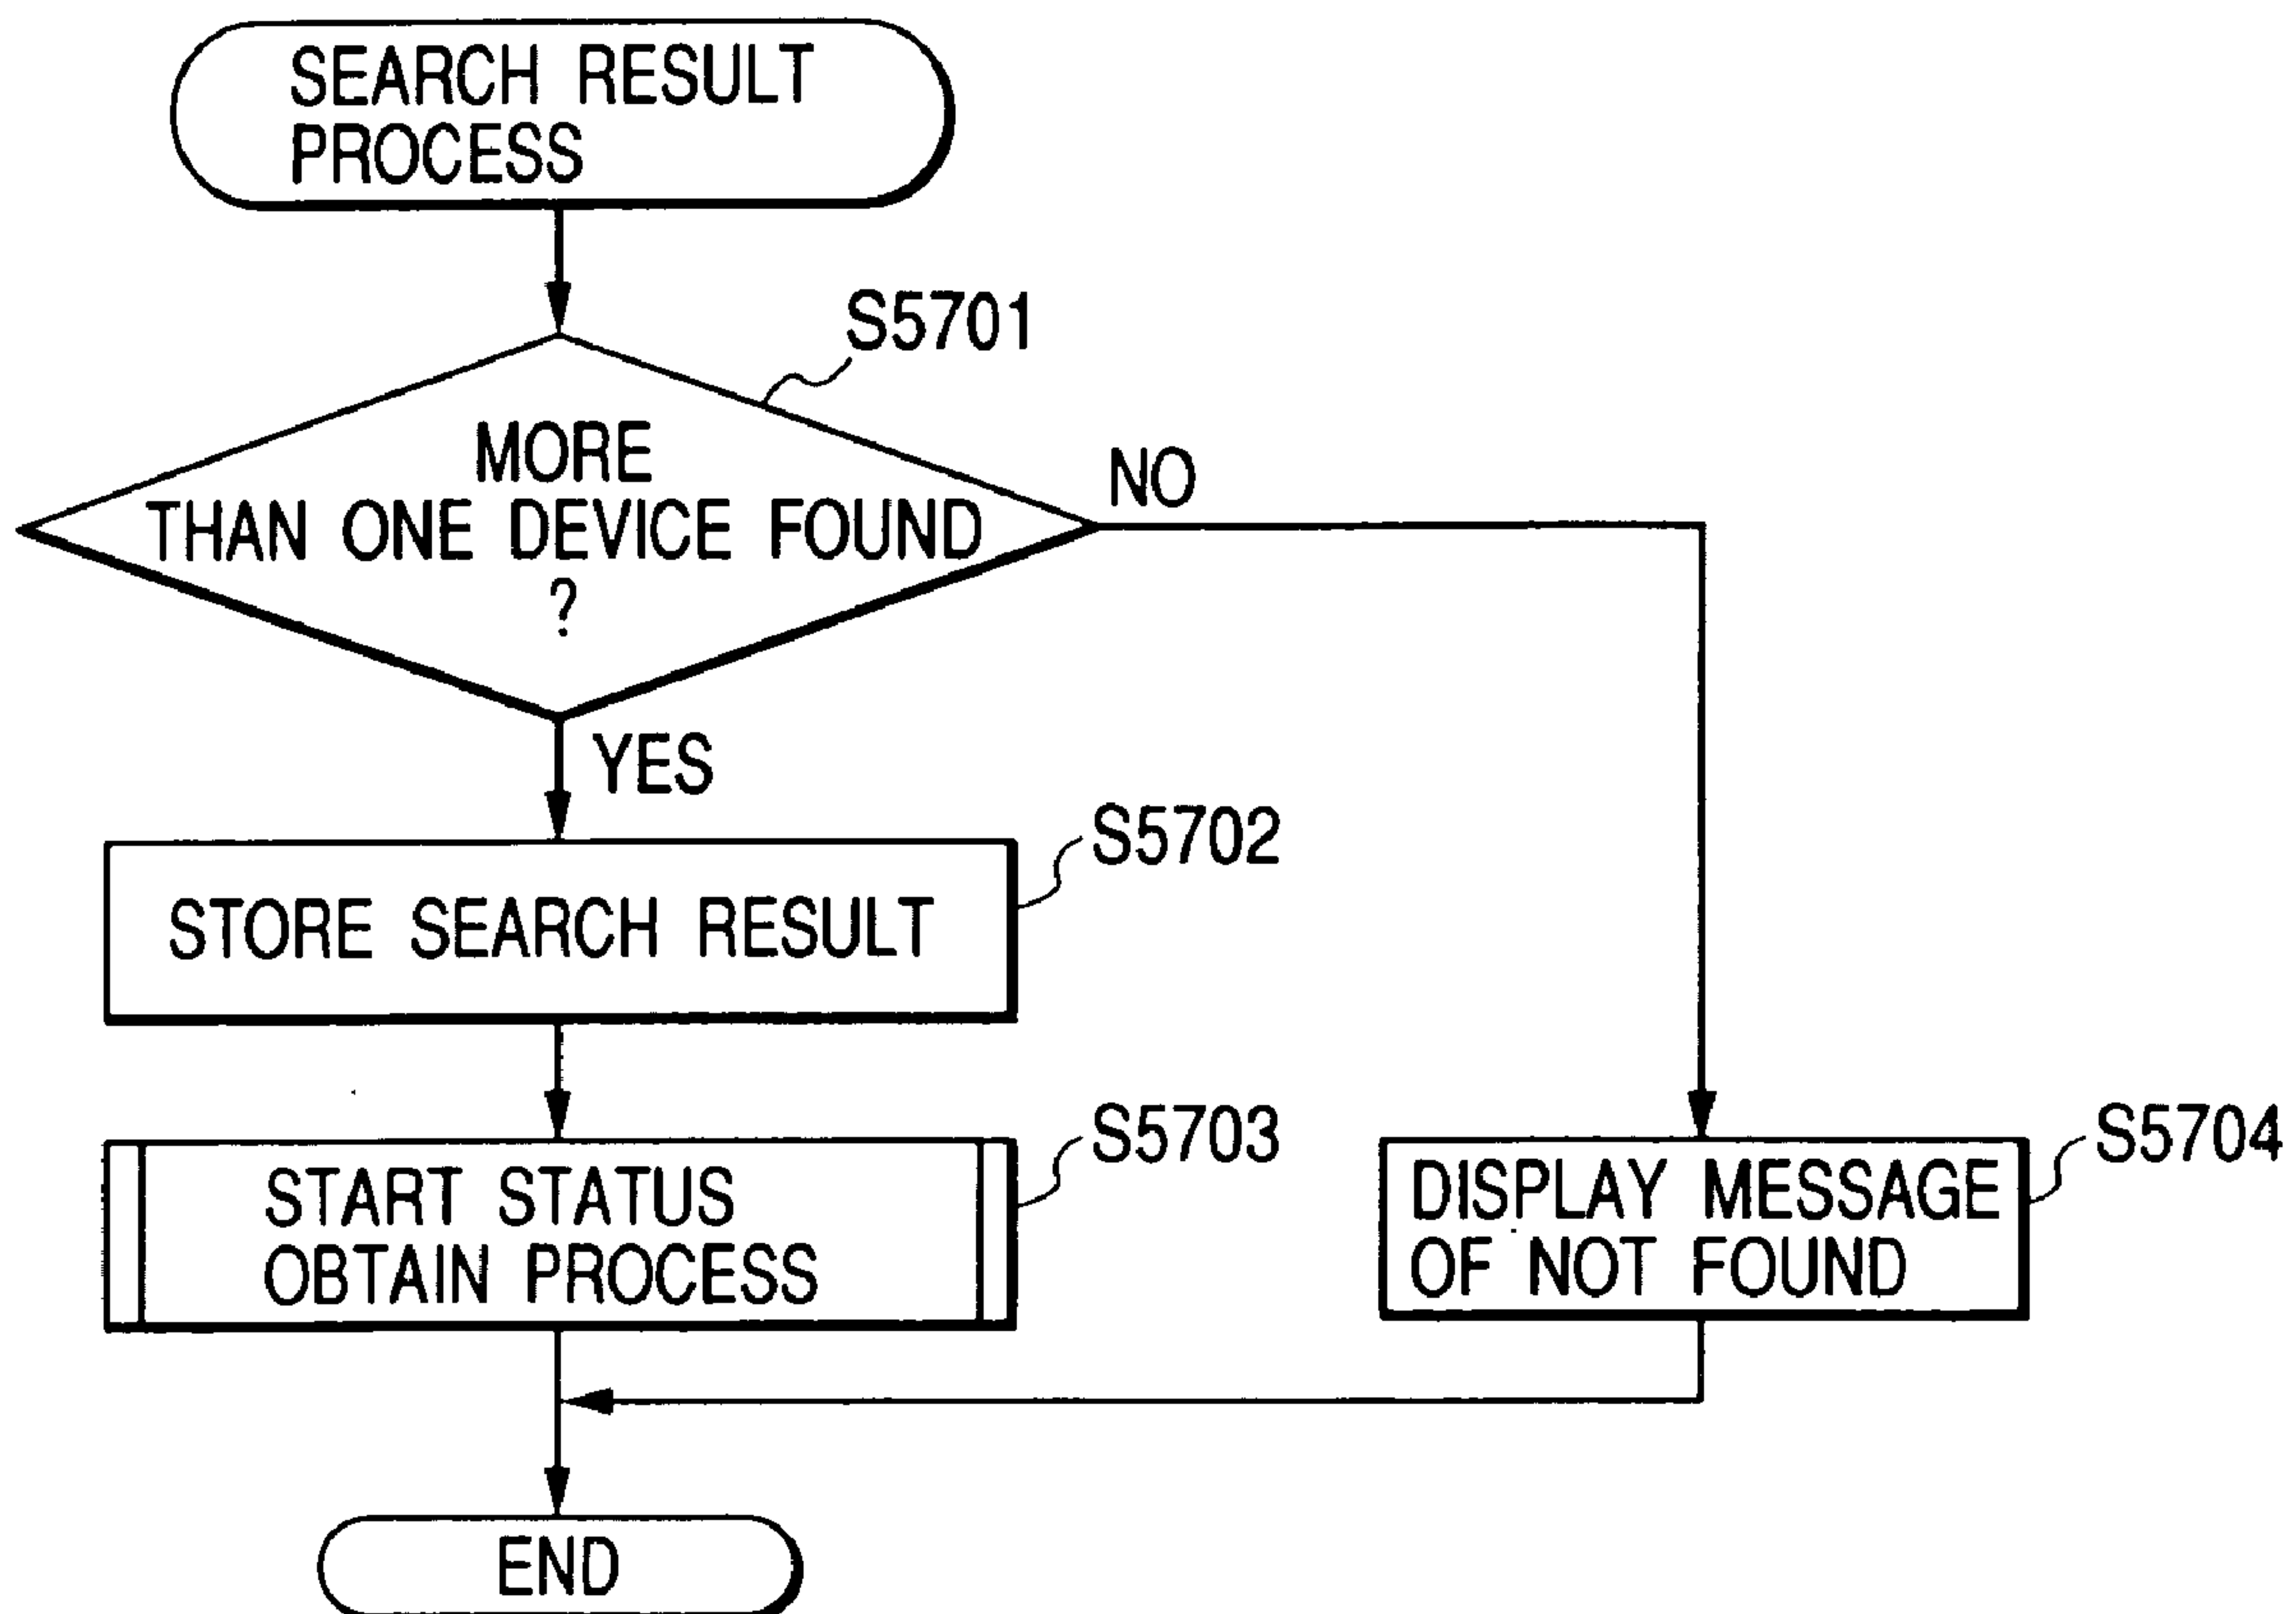 SEARCH RESULT
PROCESS
S5701
MORE
THAN ONE DEVICE FOUND
?
NO
YES
S5702
STORE SEARCH RESULT
S5703
START STATUS
OBTAIN PROCESS
S5704
DISPLAY MESSAGE
OF NOT FOUND
END